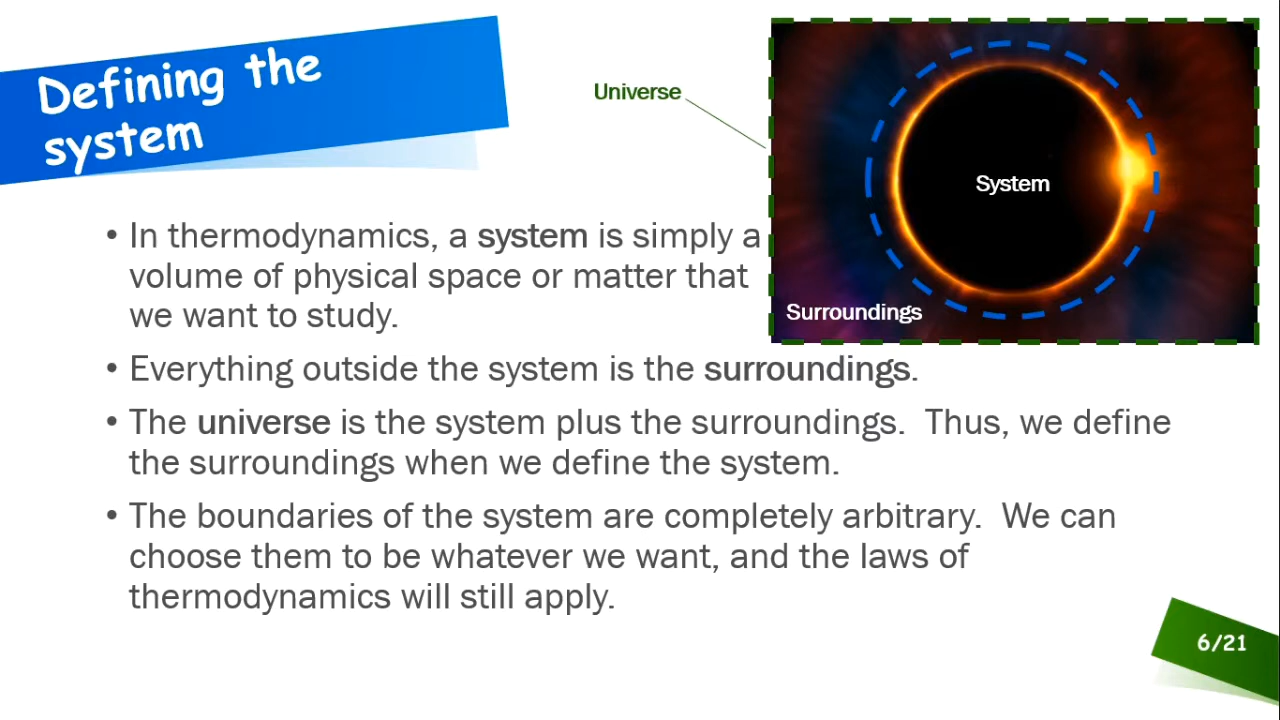 Defining the
system
Universe
System
Surroundings
• In thermodynamics, a system is simply a
volume of physical space or matter that
we want to study.
• Everything outside the system is the surroundings.
• The universe is the system plus the surroundings.  Thus, we define
the surroundings when we define the system.
• The boundaries of the system are completely arbitrary.  We can
choose them to be whatever we want, and the laws of
thermodynamics will still apply.
6/21